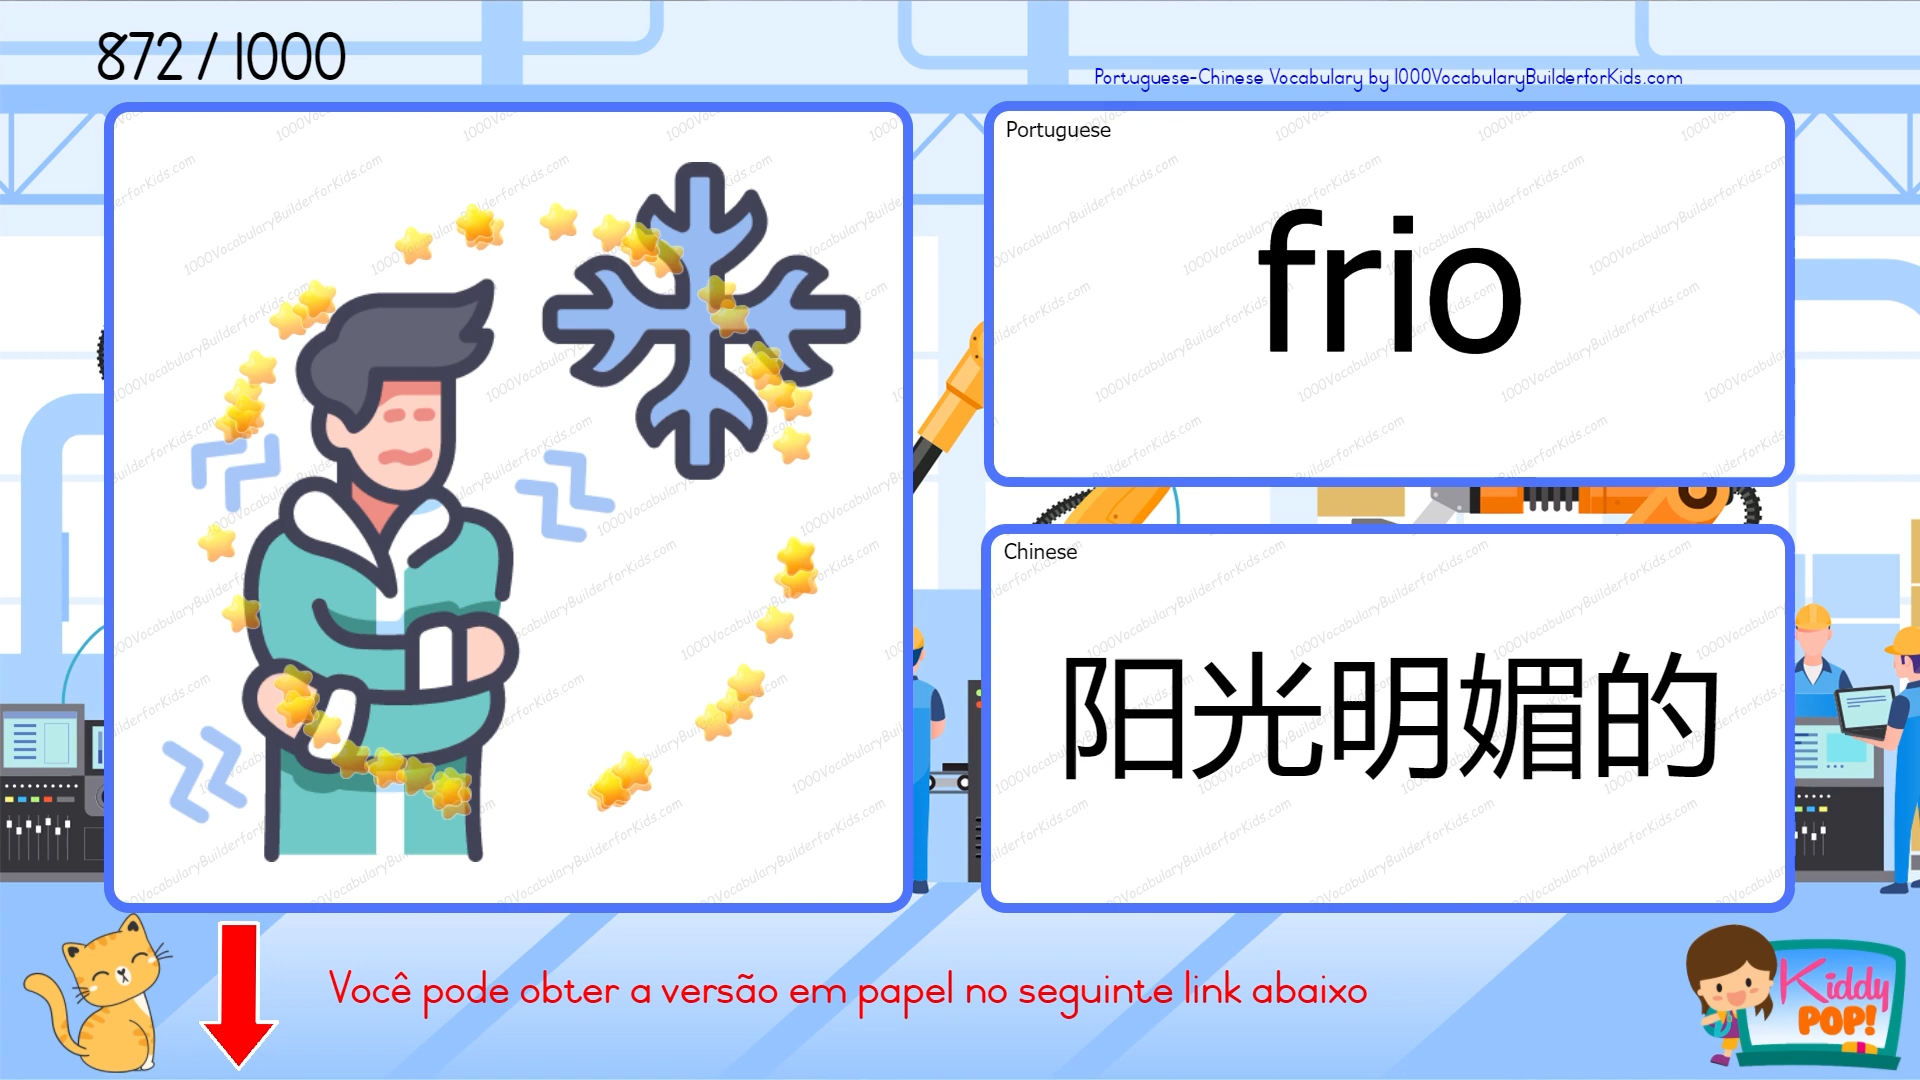 872 / 1000
Portuguese-Chinese Vocabulary by 1000VocabularyBuilderforKids.com
Portuguese
frio
Chinese
阳光明媚的
Você pode obter a versão em papel no seguinte link abaixo
Kiddy
POP!